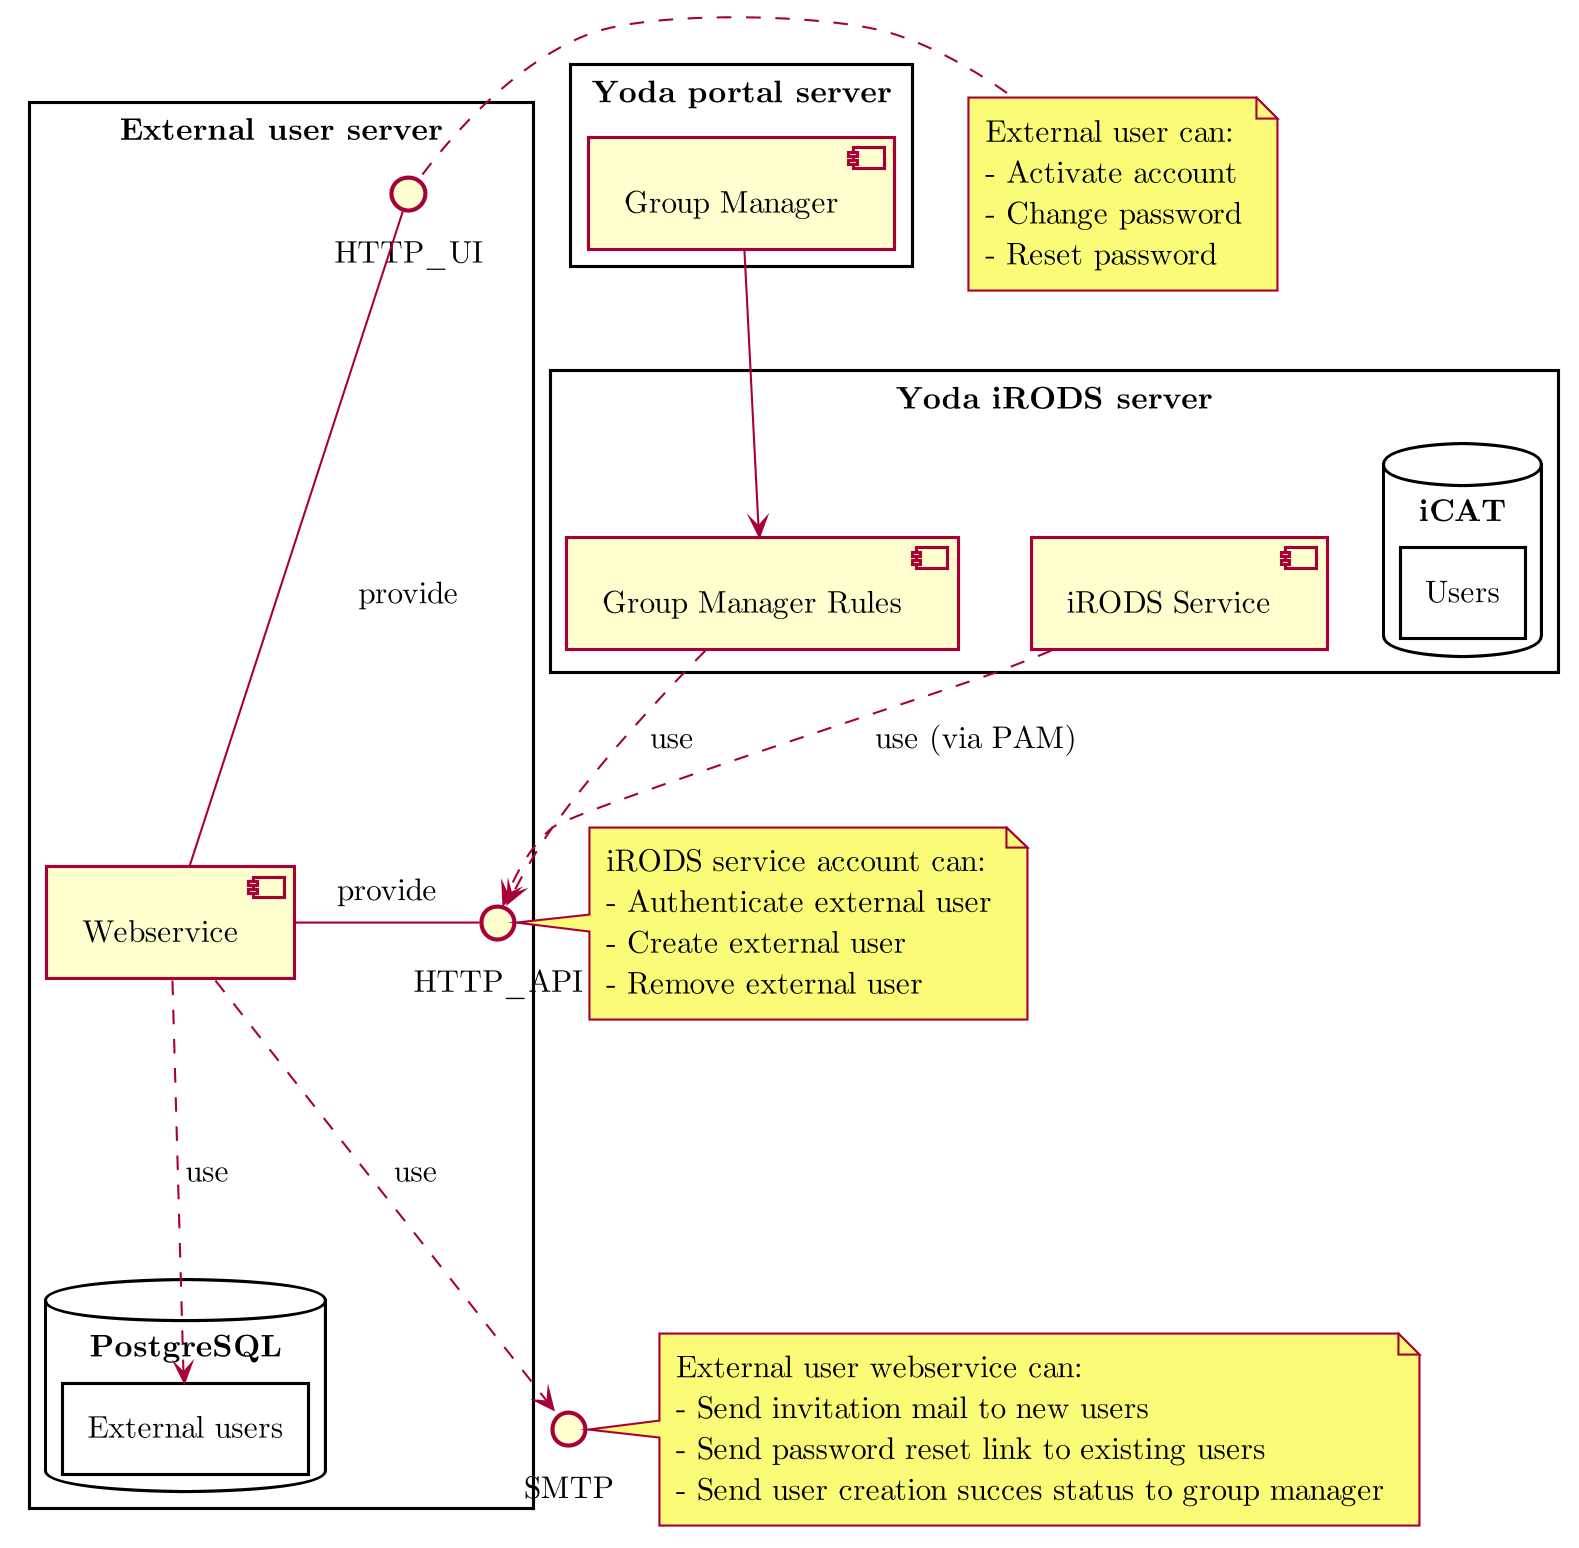 Yoda portal server
External user server
Group Manager
External user can:
- Activate account
- Change password
- Reset password
HTTP_UI
Yoda iRODS server
iCAT
Users
Group Manager Rules
iRODS Service
provide
use
use (via PAM)
iRODS service account can:
- Authenticate external user
- Create external user
- Remove external user
provide
Webservice
HTTP_API
use
use
PostgreSQL
External users
External user webservice can:
- Send invitation mail to new users
- Send password reset link to existing users
- Send user creation succes status to group manager
SMTP